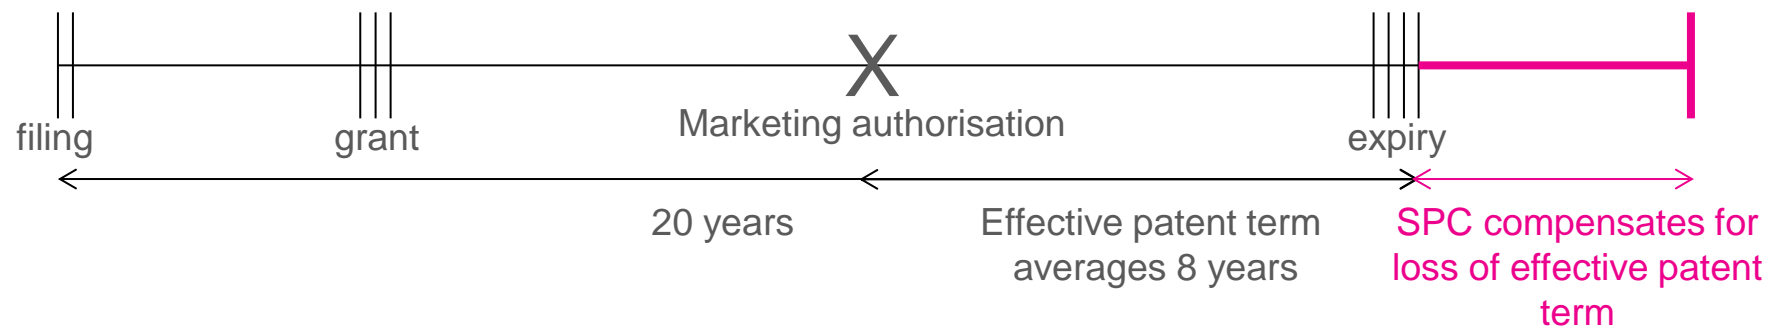 X
filing
grant
Marketing authorisation
expiry
20 years
Effective patent term
averages 8 years
SPC compensates for
loss of effective patent
term